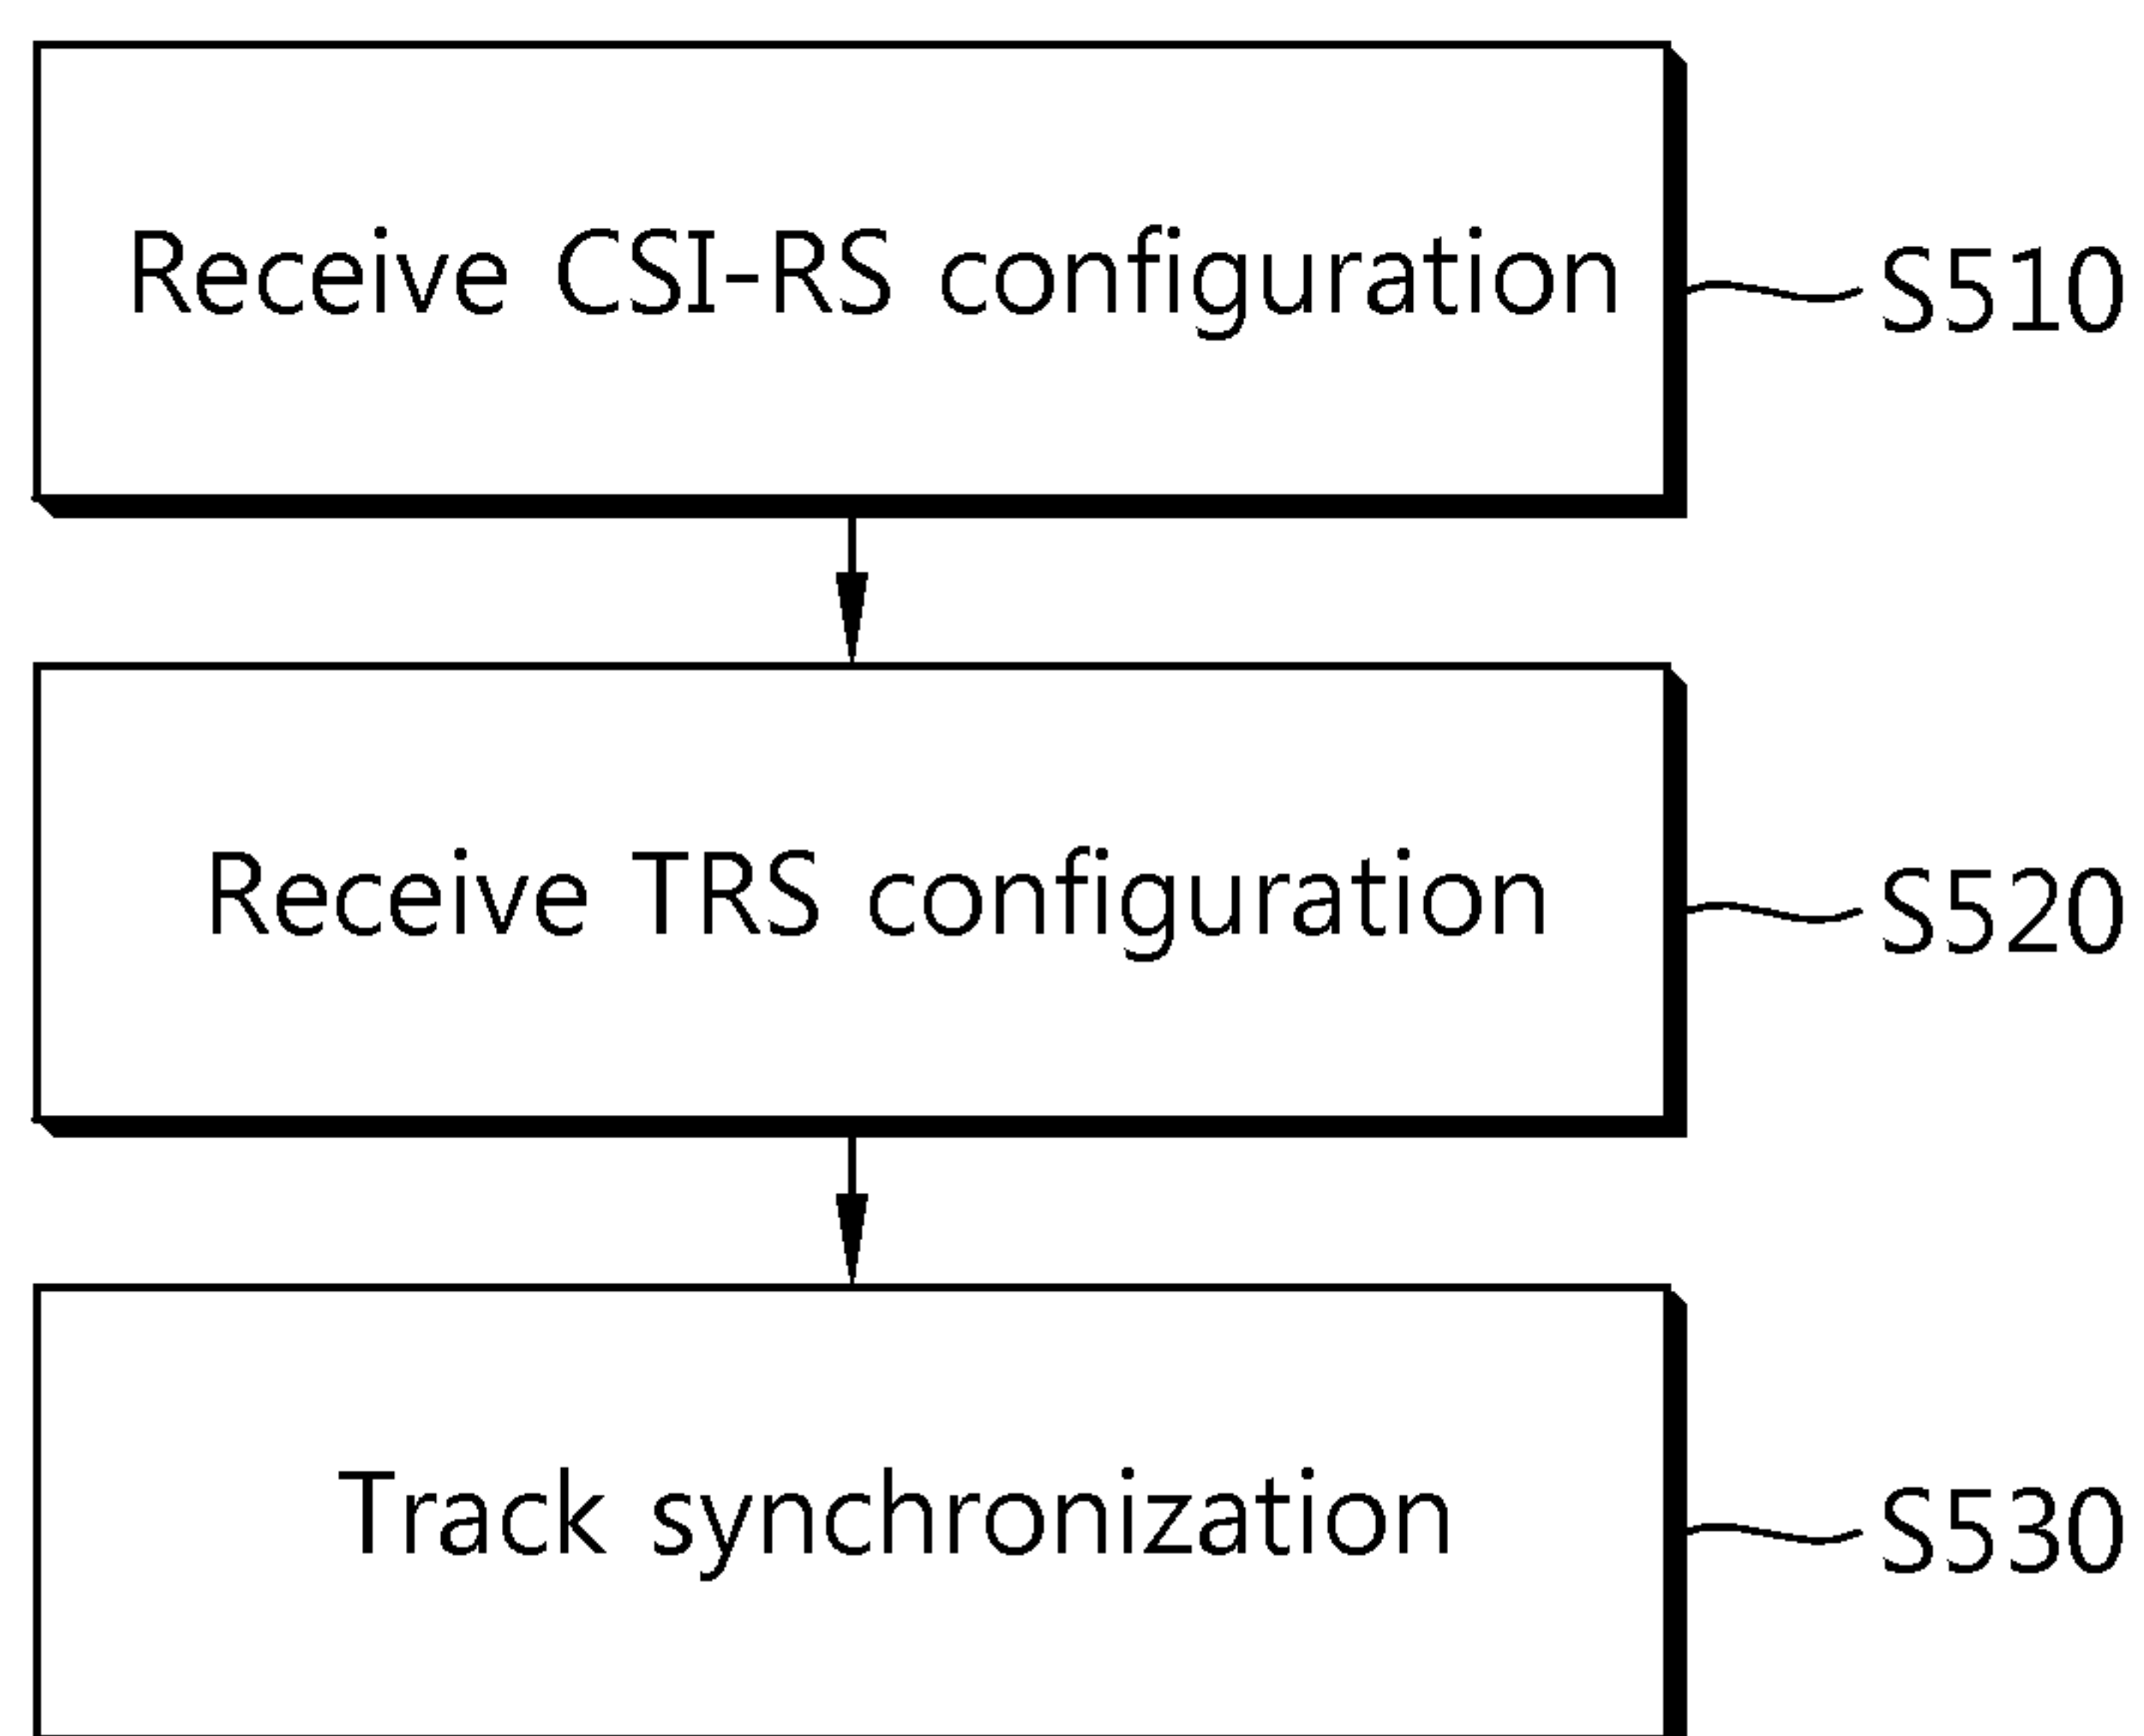 Receive CSI-RS configuration
S510
Receive TRS configuration
S520
Track synchronization
S530